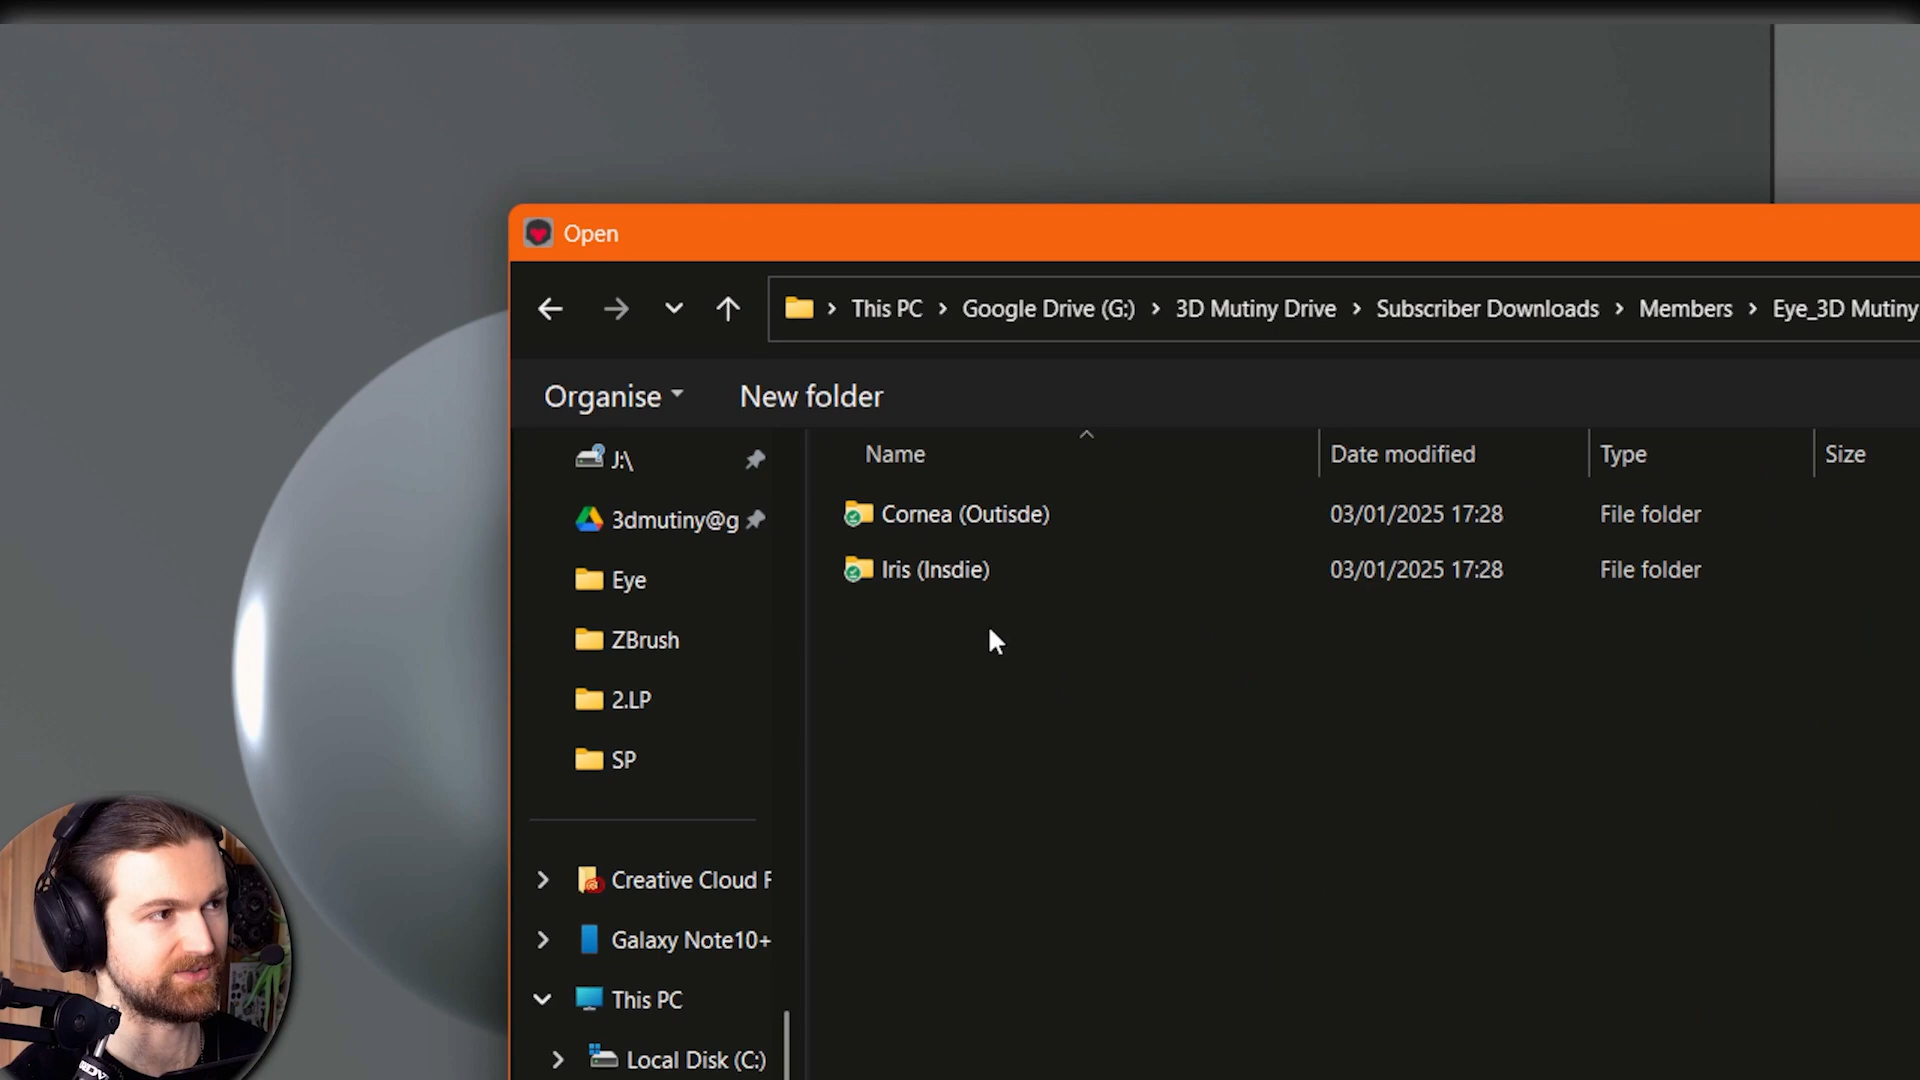 Open
This PC > Google Drive (G:) > 3D Mutiny Drive > Subscriber Downloads > Members > Eye_3D Mutiny
Organise New folder
Name Date modified Type Size
J:\
3dmutiny@g
Eye
ZBrush
2.LP
SP
Cornea (Outisde) 03/01/2025 17:28 File folder
Iris (Insdie) 03/01/2025 17:28 File folder
Creative Cloud F
Galaxy Note10+
This PC
Local Disk (C:)